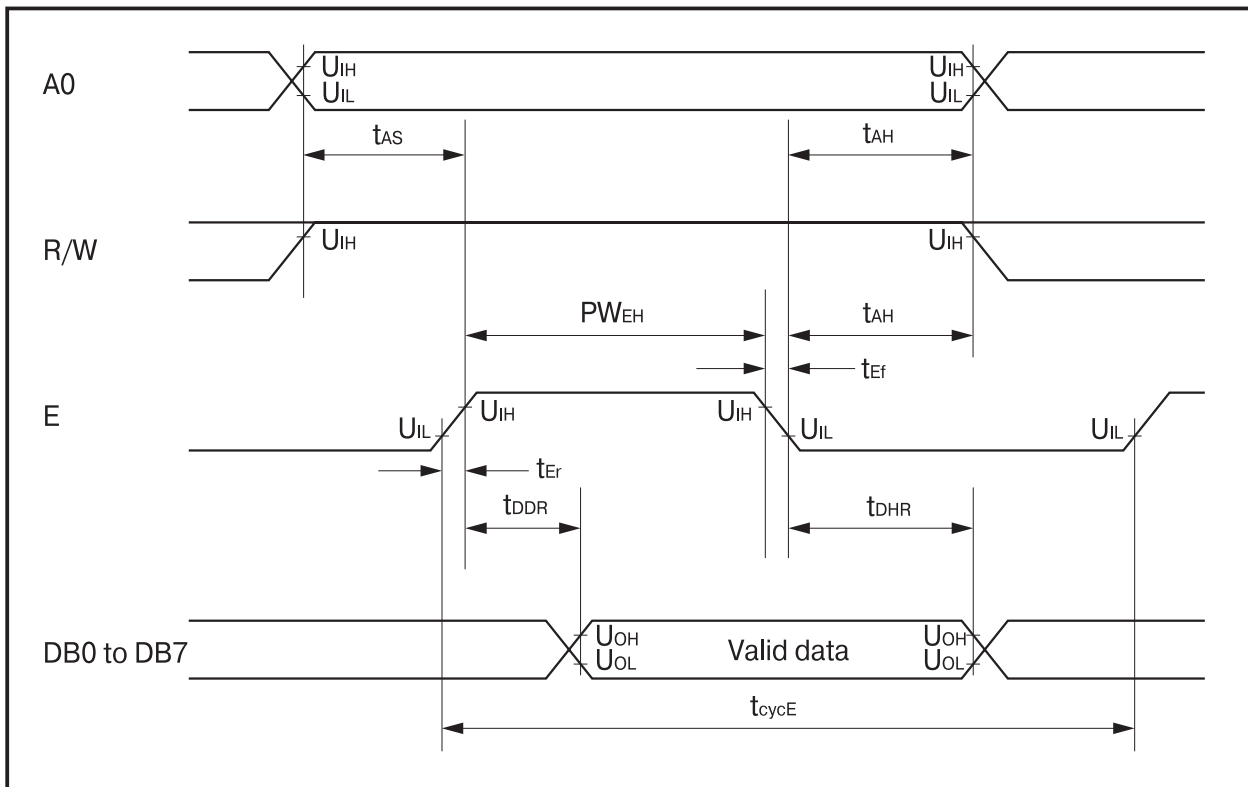 A0
UIH
UIL
UIH
UIL
tAS
tAH
R/W
UIH
UIH
PWEH
tAH
tEf
E
UIL
UIH
UIH
UIL
UIL
tEr
tDDR
tDHR
DB0 to DB7
UOH
UOL
Valid data
UOH
UOL
tcycE